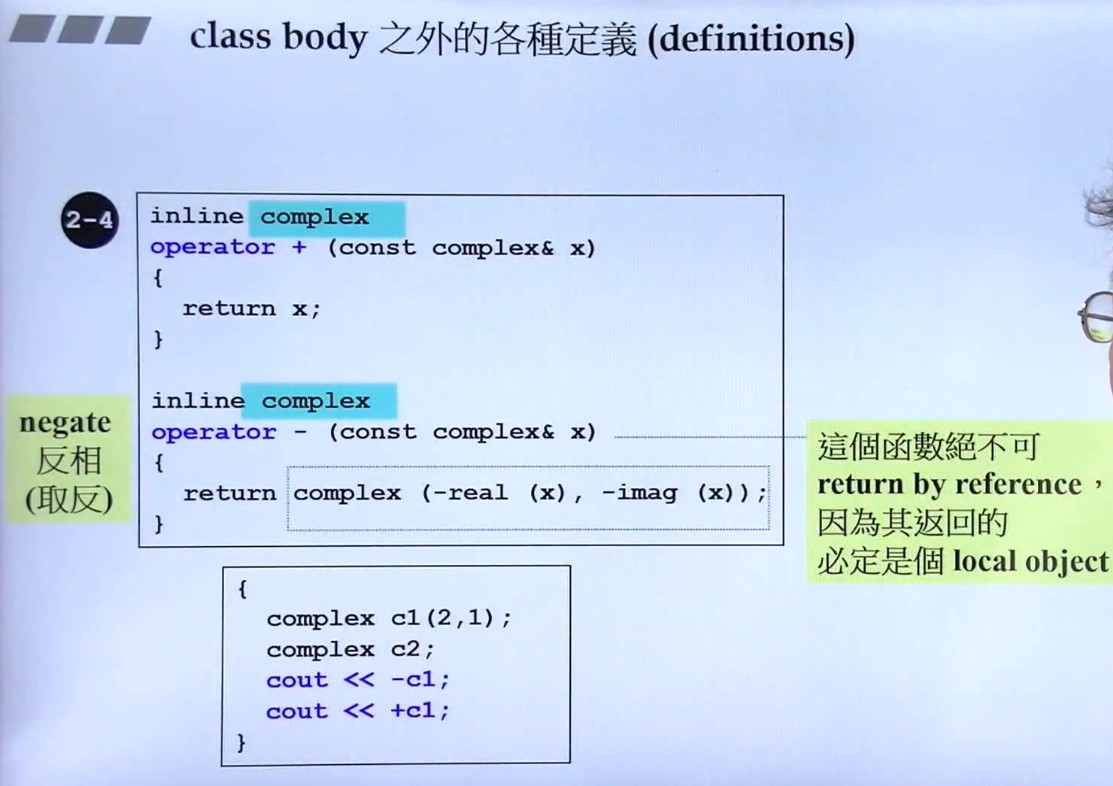 class body 之外的各種定義 (definitions)
2-4
inline complex
operator + (const complex& x)
{
return x;
}
inline complex
operator - (const complex& x)
{
return complex (-real (x), -imag (x));
}
negate
反相
(取反)
這個函數絕不可
return by reference，
因為其返回的
必定是個 local object
{
complex c1(2,1);
complex c2;
cout << -c1;
cout << +c1;
}